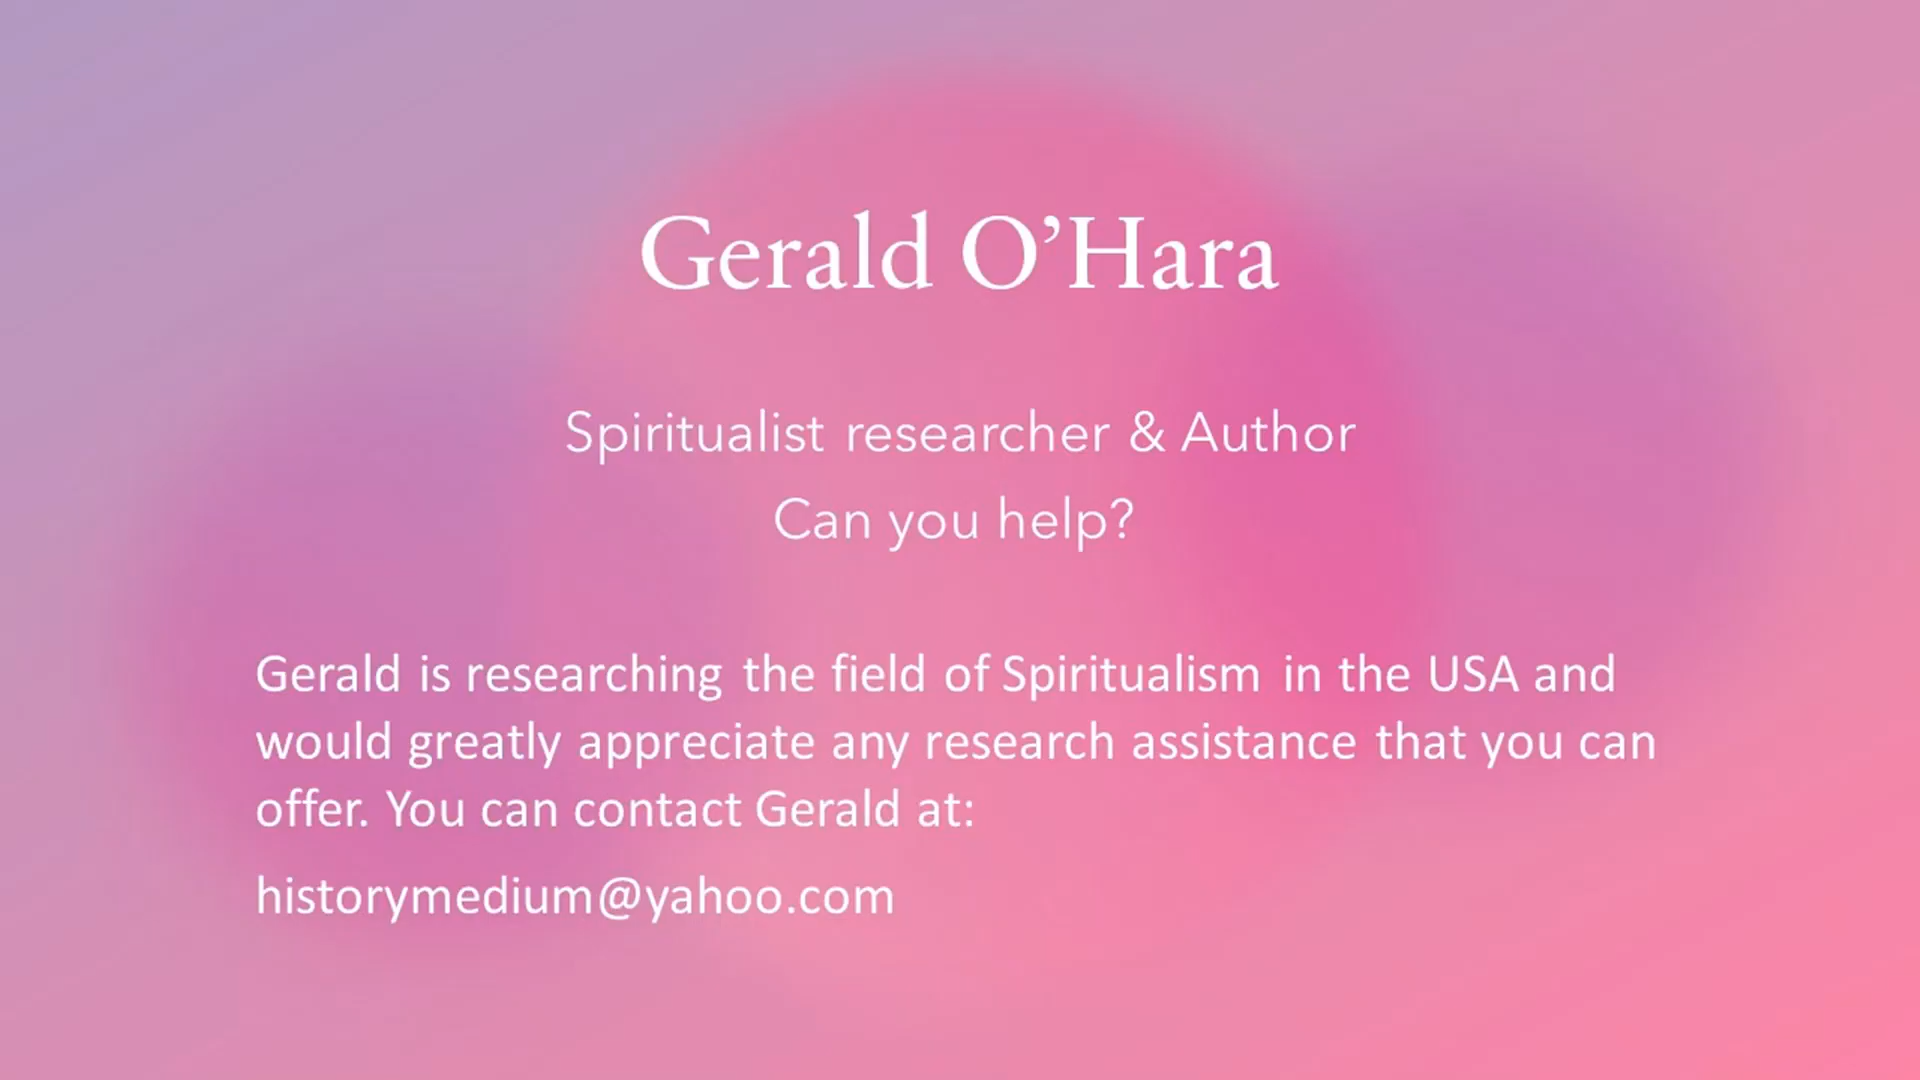 Gerald O’Hara
Spiritualist researcher & Author
Can you help?
Gerald is researching the field of Spiritualism in the USA and
would greatly appreciate any research assistance that you can
offer. You can contact Gerald at:
historymedium@yahoo.com